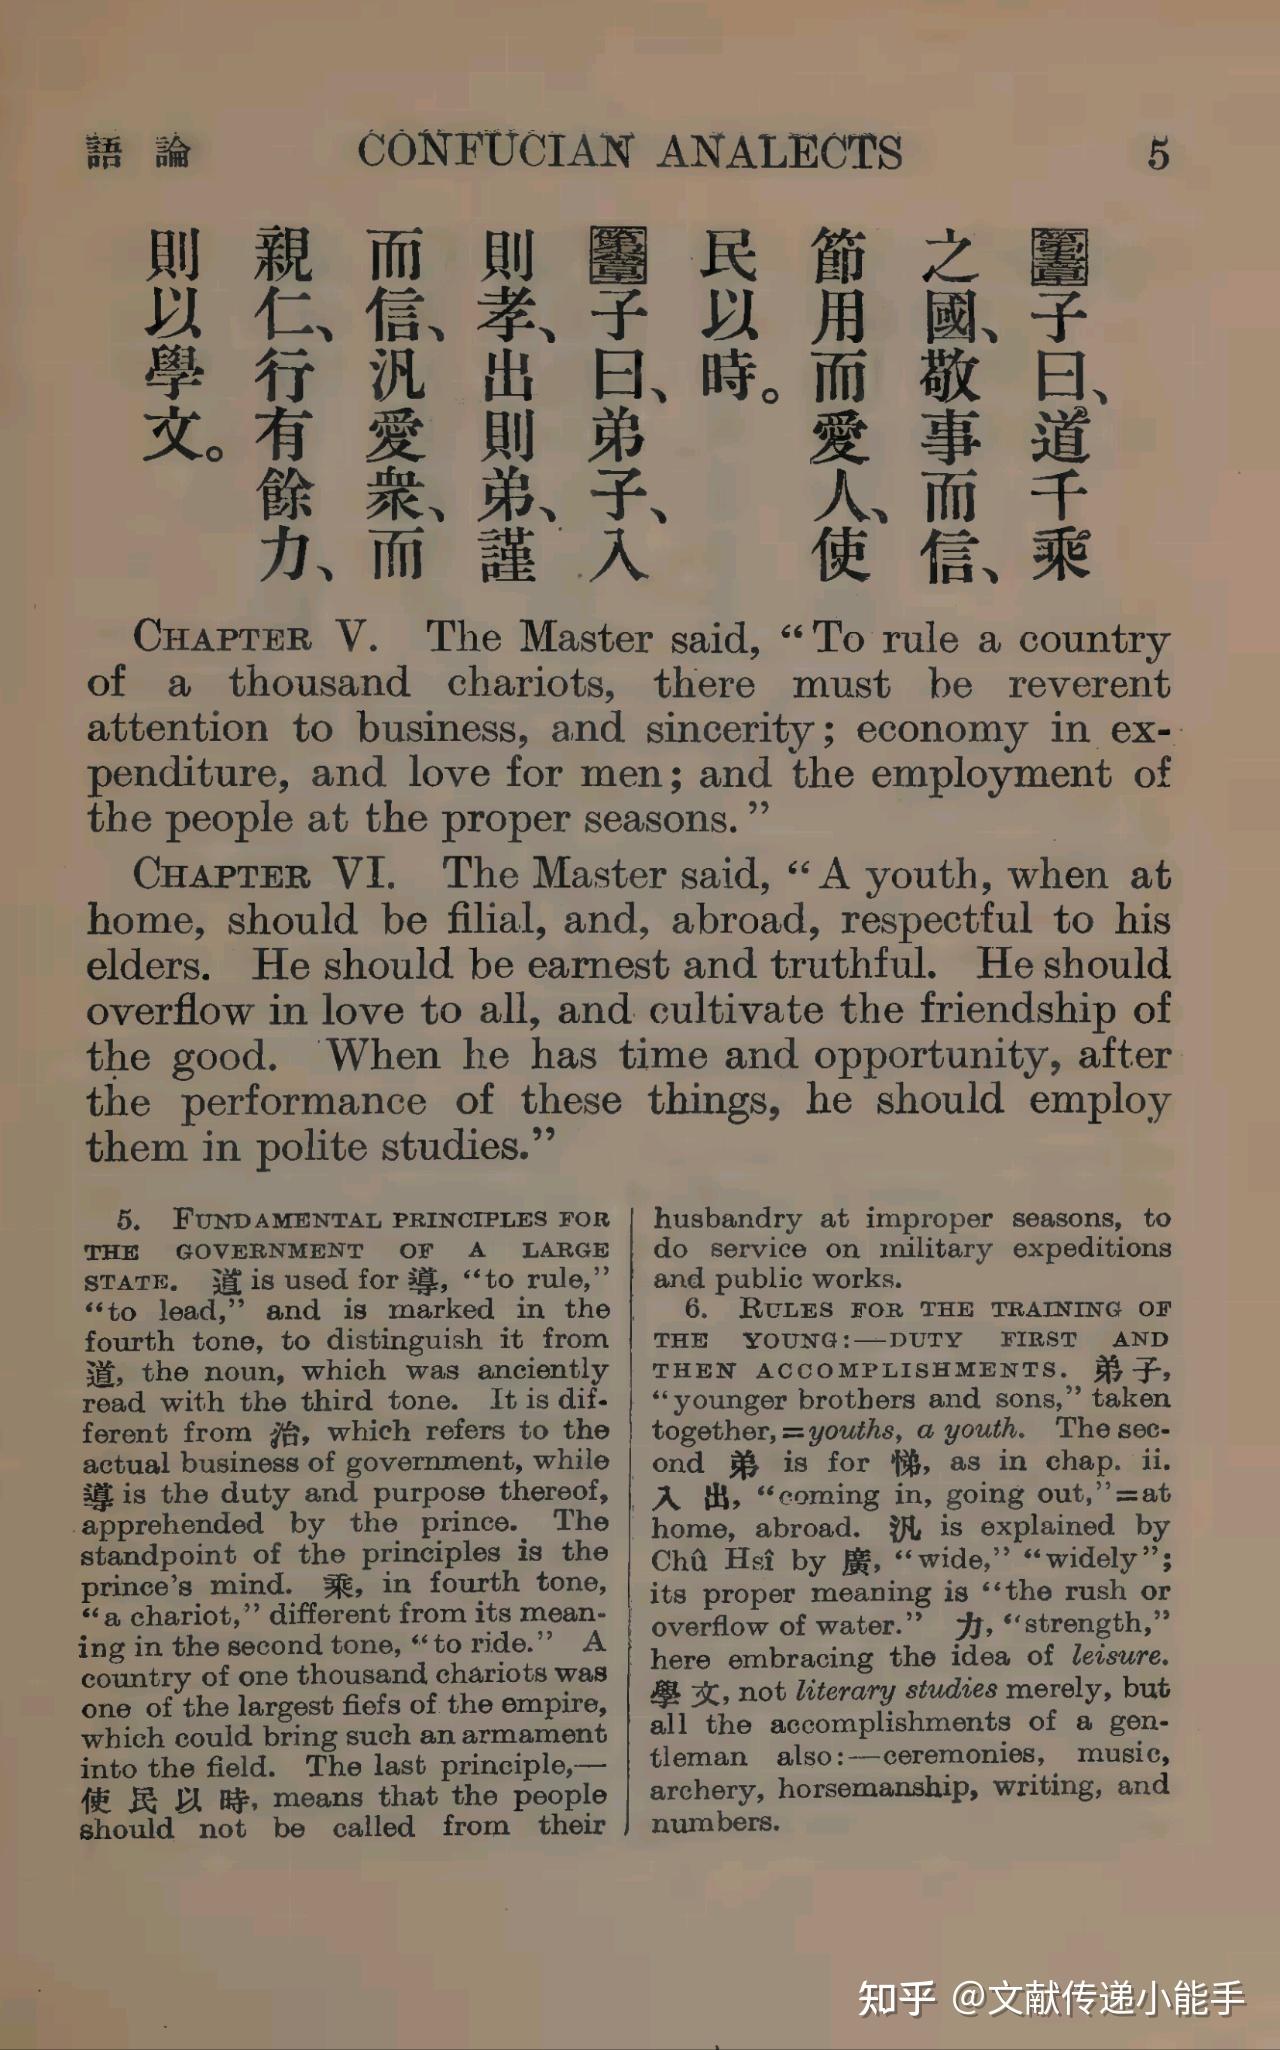 語論 CONFUCIAN ANALECTS 5
子曰、道千乘
之國、敬事而信、
節用而愛人、使
民以時。
子曰、弟子、入
則孝、出則弟、謹
而信、汎愛衆、而
親仁、行有餘力、
則以學文。
CHAPTER V. The Master said, “To rule a country
of a thousand chariots, there must be reverent
attention to business, and sincerity; economy in ex-
penditure, and love for men; and the employment of
the people at the proper seasons.”
CHAPTER VI. The Master said, “A youth, when at
home, should be filial, and, abroad, respectful to his
elders. He should be earnest and truthful. He should
overflow in love to all, and cultivate the friendship of
the good. When he has time and opportunity, after
the performance of these things, he should employ
them in polite studies.”
5. FUNDAMENTAL PRINCIPLES FOR
THE GOVERNMENT OF A LARGE
STATE. 道 is used for 導, “to rule,”
“to lead,” and is marked in the
fourth tone, to distinguish it from
道, the noun, which was anciently
read with the third tone. It is dif-
ferent from 治, which refers to the
actual business of government, while
導 is the duty and purpose thereof,
apprehended by the prince. The
standpoint of the principles is the
prince’s mind. 乘, in fourth tone,
“a chariot,” different from its mean-
ing in the second tone, “to ride.” A
country of one thousand chariots was
one of the largest fiefs of the empire,
which could bring such an armament
into the field. The last principle,—
使民以時, means that the people
should not be called from their
husbandry at improper seasons, to
do service on military expeditions
and public works.
6. RULES FOR THE TRAINING OF
THE YOUNG:—DUTY FIRST AND
THEN ACCOMPLISHMENTS. 弟子,
“younger brothers and sons,” taken
together, =youths, a youth. The sec-
ond 弟 is for 悌, as in chap. ii.
入出, “coming in, going out,”=at
home, abroad. 汎 is explained by
Chû Hsî by 廣, “wide,” “widely”;
its proper meaning is “the rush or
overflow of water.” 力, “strength,”
here embracing the idea of leisure.
學文, not literary studies merely, but
all the accomplishments of a gen-
tleman also:—ceremonies, music,
archery, horsemanship, writing, and
numbers.
知乎 @文献传递小能手